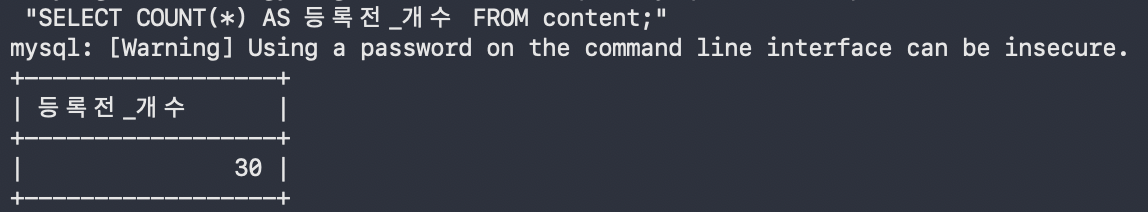 "SELECT COUNT(*) AS 등록전_개수 FROM content;"
mysql: [Warning] Using a password on the command line interface can be insecure.
+------------------+
| 등록전_개수      |
+------------------+
|               30 |
+------------------+